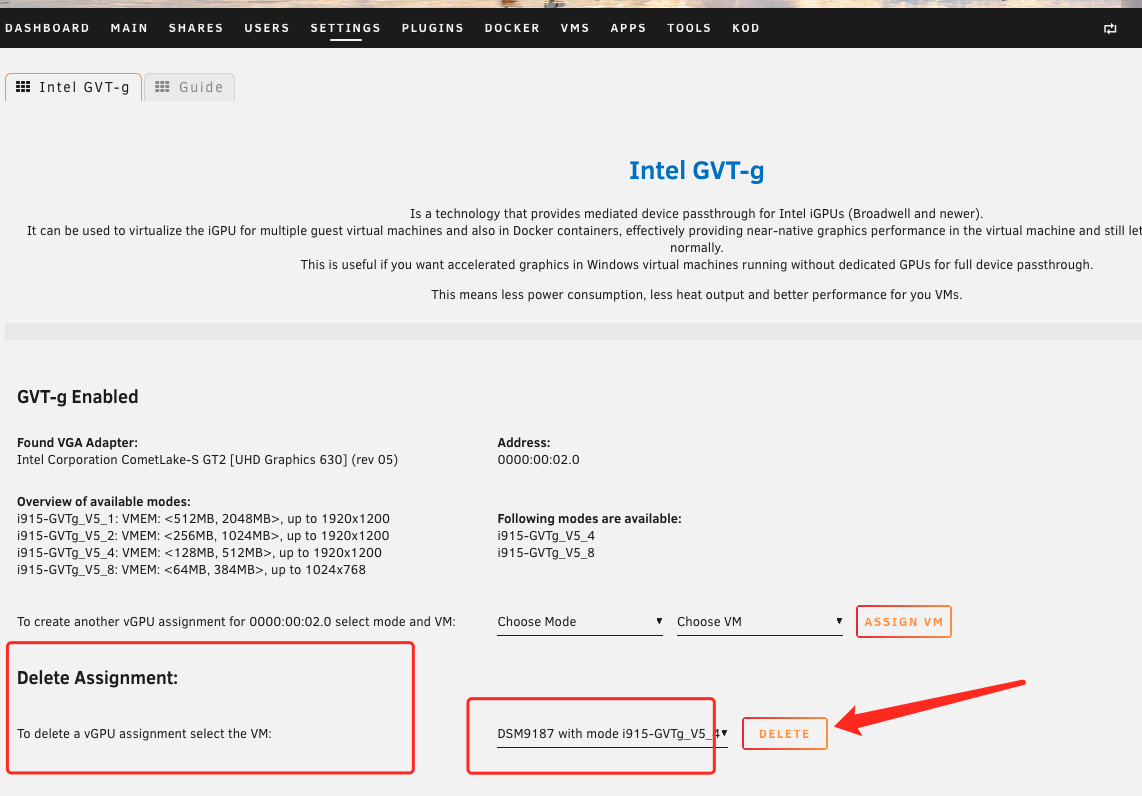 DASHBOARD MAIN SHARES USERS SETTINGS PLUGINS DOCKER VMS APPS TOOLS KOD
Intel GVT-g Guide
Intel GVT-g
Is a technology that provides mediated device passthrough for Intel iGPUs (Broadwell and newer).
It can be used to virtualize the iGPU for multiple guest virtual machines and also in Docker containers, effectively providing near-native graphics performance in the virtual machine and still let
normally.
This is useful if you want accelerated graphics in Windows virtual machines running without dedicated GPUs for full device passthrough.
This means less power consumption, less heat output and better performance for you VMs.
GVT-g Enabled
Found VGA Adapter: Address:
Intel Corporation CometLake-S GT2 [UHD Graphics 630] (rev 05) 0000:00:02.0
Overview of available modes:
i915-GVTg_V5_1: VMEM: <512MB, 2048MB>, up to 1920x1200 Following modes are available:
i915-GVTg_V5_2: VMEM: <256MB, 1024MB>, up to 1920x1200 i915-GVTg_V5_4
i915-GVTg_V5_4: VMEM: <128MB, 512MB>, up to 1920x1200 i915-GVTg_V5_8
i915-GVTg_V5_8: VMEM: <64MB, 384MB>, up to 1024x768
To create another vGPU assignment for 0000:00:02.0 select mode and VM: Choose Mode Choose VM ASSIGN VM
Delete Assignment:
To delete a vGPU assignment select the VM: DSM9187 with mode i915-GVTg_V5_4 DELETE